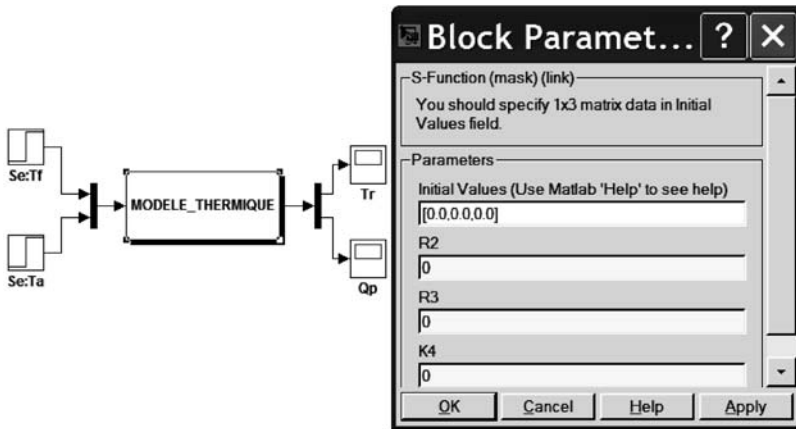 Se:Tf
Se:Ta
MODELE_THERMIQUE
Tr
Qp
Block Paramet... ? ×
S-Function (mask) (link)
You should specify 1x3 matrix data in Initial
Values field.
Parameters
Initial Values (Use Matlab 'Help' to see help)
[0.0,0.0,0.0]
R2
0
R3
0
K4
0
OK Cancel Help Apply